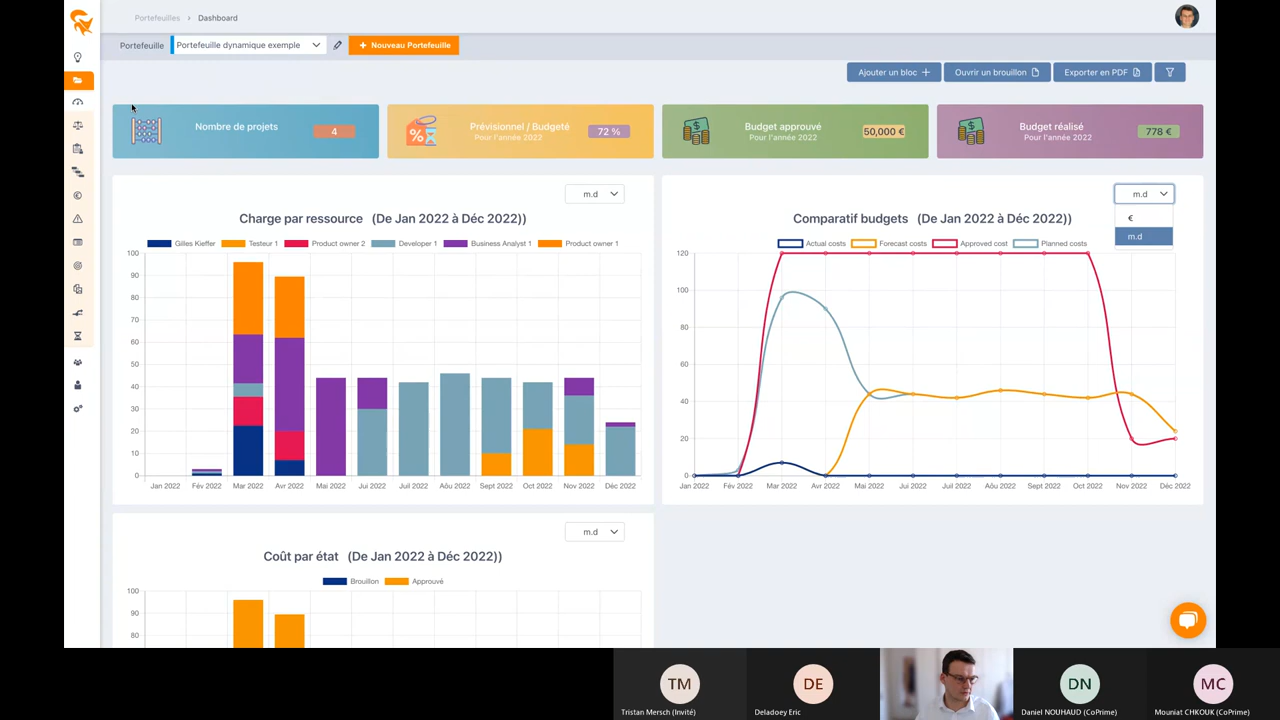 Portefeuilles > Dashboard
Portefeuille Portefeuille dynamique exemple + Nouveau Portefeuille
Ajouter un bloc + Ouvrir un brouillon Exporter en PDF
Nombre de projets 4
Prévisionnel / Budgeté 72 %
Pour l'année 2022
Budget approuvé 50,000 €
Pour l'année 2022
Budget réalisé 778 €
Pour l'année 2022
m.d
Charge par ressource (De Jan 2022 à Déc 2022))
Gilles Kieffer Testeur 1 Product owner 2 Developer 1 Business Analyst 1 Product owner 1
100
90
80
70
60
50
40
30
20
10
0
Jan 2022 Fév 2022 Mar 2022 Avr 2022 Mai 2022 Jui 2022 Juil 2022 Aôu 2022 Sept 2022 Oct 2022 Nov 2022 Déc 2022
m.d
€
m.d
Comparatif budgets (De Jan 2022 à Déc 2022))
Actual costs Forecast costs Approved cost Planned costs
120
100
80
60
40
20
0
Jan 2022 Fév 2022 Mar 2022 Avr 2022 Mai 2022 Jui 2022 Juil 2022 Aôu 2022 Sept 2022 Oct 2022 Nov 2022 Déc 2022
m.d
Coût par état (De Jan 2022 à Déc 2022))
Brouillon Approuvé
100
90
80
TM
Tristan Mersch (Invité)
DE
Deladoey Eric
DN
Daniel NOUHAUD (CoPrime)
MC
Mouniat CHKOUK (CoPrime)